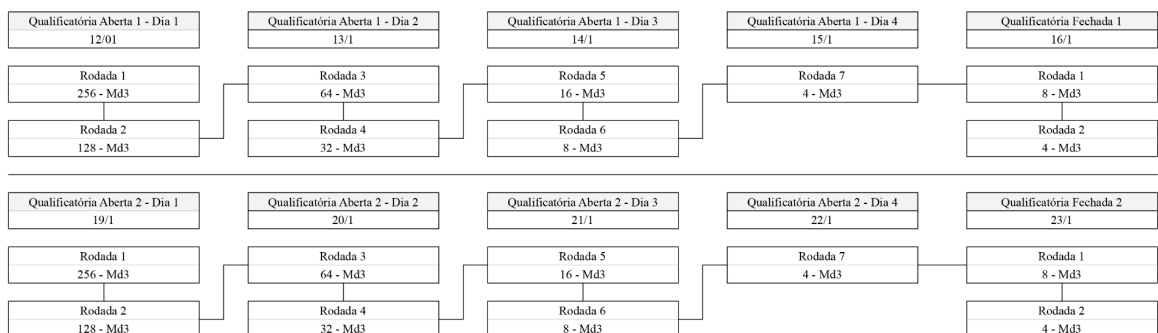 Qualificatória Aberta 1 - Dia 1
12/01
Qualificatória Aberta 1 - Dia 2
13/1
Qualificatória Aberta 1 - Dia 3
14/1
Qualificatória Aberta 1 - Dia 4
15/1
Qualificatória Fechada 1
16/1
Rodada 1
256 - Md3
Rodada 2
128 - Md3
Rodada 3
64 - Md3
Rodada 4
32 - Md3
Rodada 5
16 - Md3
Rodada 6
8 - Md3
Rodada 7
4 - Md3
Rodada 1
8 - Md3
Rodada 2
4 - Md3
Qualificatória Aberta 2 - Dia 1
19/1
Qualificatória Aberta 2 - Dia 2
20/1
Qualificatória Aberta 2 - Dia 3
21/1
Qualificatória Aberta 2 - Dia 4
22/1
Qualificatória Fechada 2
23/1
Rodada 1
256 - Md3
Rodada 2
128 - Md3
Rodada 3
64 - Md3
Rodada 4
32 - Md3
Rodada 5
16 - Md3
Rodada 6
8 - Md3
Rodada 7
4 - Md3
Rodada 1
8 - Md3
Rodada 2
4 - Md3